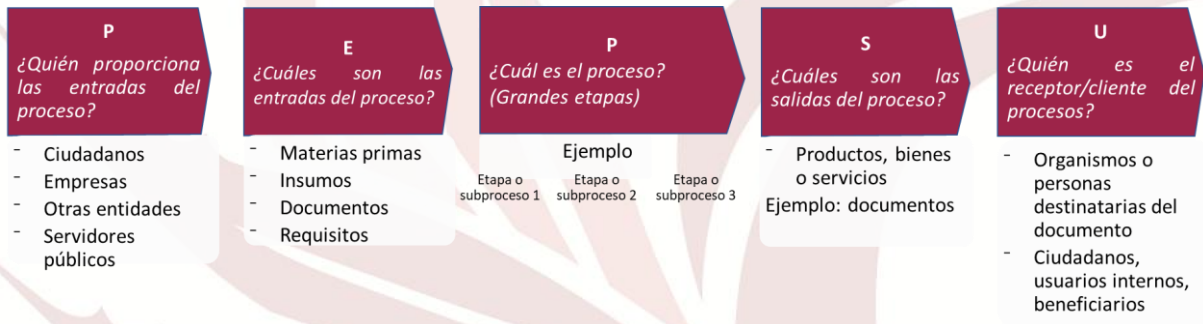 P
¿Quién proporciona
las entradas del
proceso?
- Ciudadanos
- Empresas
- Otras entidades
- Servidores
públicos
E
¿Cuáles son las
entradas del proceso?
- Materias primas
- Insumos
- Documentos
- Requisitos
P
¿Cuál es el proceso?
(Grandes etapas)
Ejemplo
Etapa o
subproceso 1
Etapa o
subproceso 2
Etapa o
subproceso 3
S
¿Cuáles son las
salidas del proceso?
- Productos, bienes
o servicios
Ejemplo: documentos
U
¿Quién es el
receptor/cliente del
procesos?
- Organismos o
personas
destinatarias del
documento
- Ciudadanos,
usuarios internos,
beneficiarios